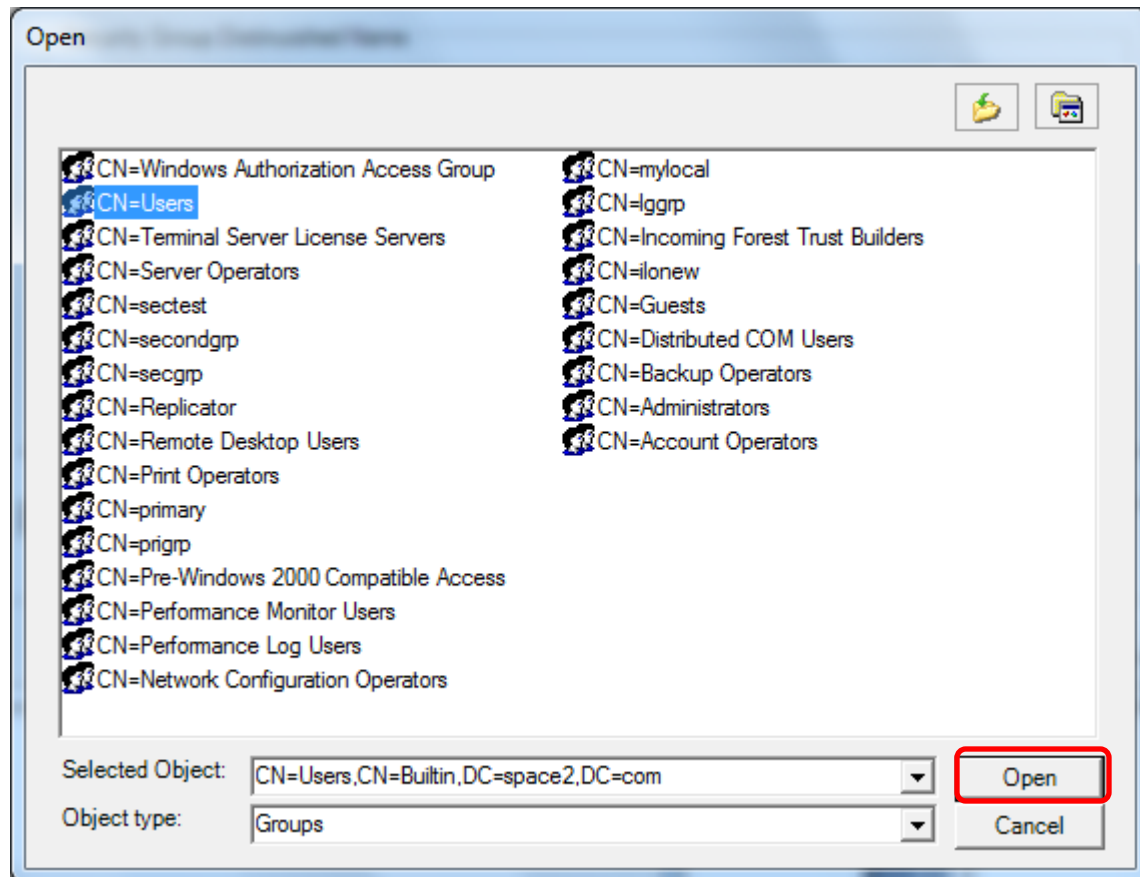 Open
CN=Windows Authorization Access Group
CN=Users
CN=Terminal Server License Servers
CN=Server Operators
CN=sectest
CN=secondgrp
CN=secgrp
CN=Replicator
CN=Remote Desktop Users
CN=Print Operators
CN=primary
CN=prigrp
CN=Pre-Windows 2000 Compatible Access
CN=Performance Monitor Users
CN=Performance Log Users
CN=Network Configuration Operators
CN=mylocal
CN=lggrp
CN=Incoming Forest Trust Builders
CN=ilonew
CN=Guests
CN=Distributed COM Users
CN=Backup Operators
CN=Administrators
CN=Account Operators
Selected Object: CN=Users,CN=Builtin,DC=space2,DC=com Open
Object type: Groups Cancel